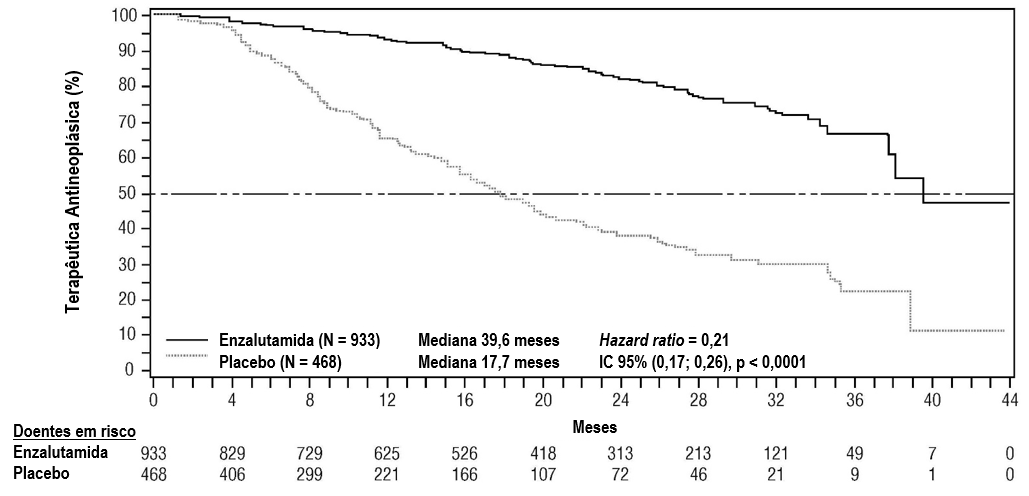 Terapêutica Antineoplásica (%)
100
90
80
70
60
50
40
30
20
10
0
Enzalutamida (N = 933) Mediana 39,6 meses Hazard ratio = 0,21
Placebo (N = 468) Mediana 17,7 meses IC 95% (0,17; 0,26), p < 0,0001
0 4 8 12 16 20 24 28 32 36 40 44
Meses
Doentes em risco
Enzalutamida 933 829 729 625 526 418 313 213 121 49 7 0
Placebo 468 406 299 221 166 107 72 46 21 9 1 0